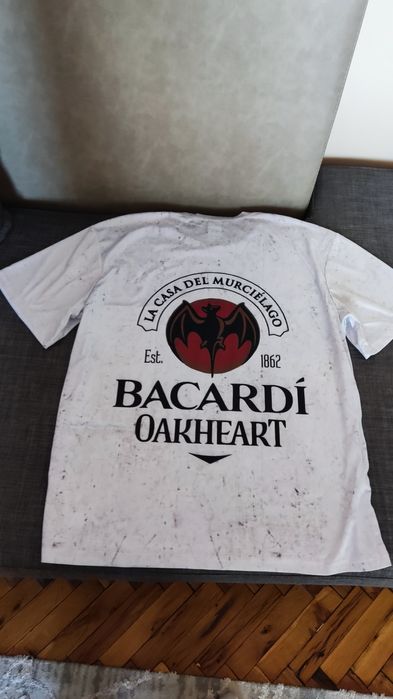 LA CASA DEL MURCIÉLAGO
Est. 1862
BACARDÍ
OAKHEART